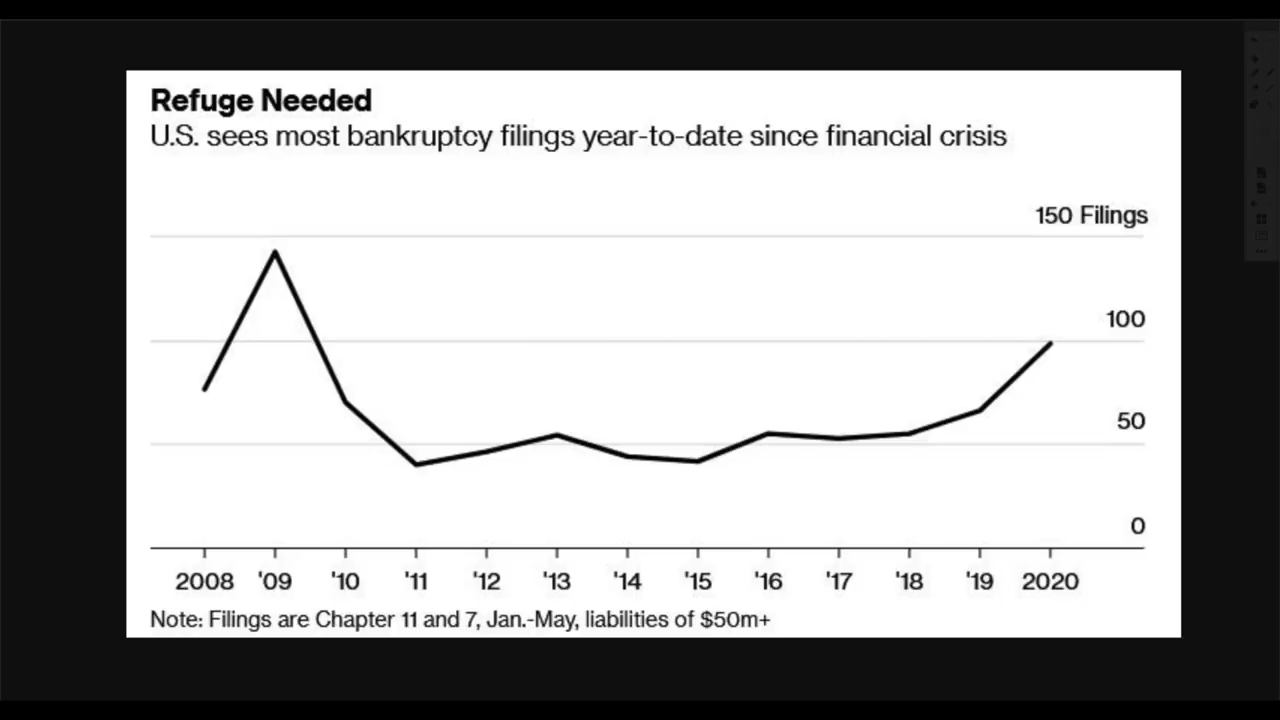 Refuge Needed
U.S. sees most bankruptcy filings year-to-date since financial crisis
150 Filings
100
50
0
2008 '09 '10 '11 '12 '13 '14 '15 '16 '17 '18 '19 2020
Note: Filings are Chapter 11 and 7, Jan.-May, liabilities of $50m+